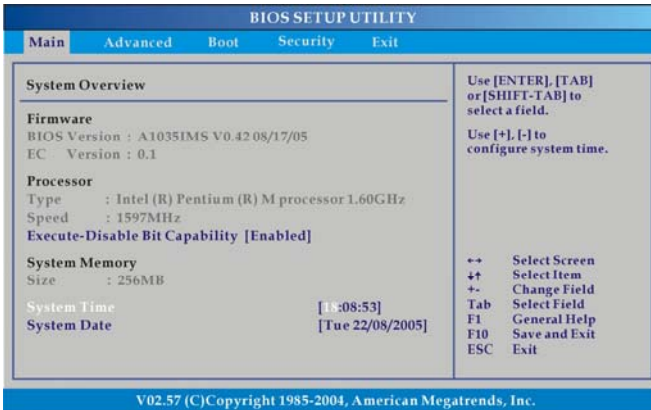 BIOS SETUP UTILITY
Main Advanced Boot Security Exit
System Overview
Firmware
BIOS Version : A1035IMS V0.42 08/17/05
EC Version : 0.1
Processor
Type : Intel (R) Pentium (R) M processor 1.60GHz
Speed : 1597MHz
Execute-Disable Bit Capability [Enabled]
System Memory
Size : 256MB
System Time [18:08:53]
System Date [Tue 22/08/2005]
Use [ENTER], [TAB]
or [SHIFT-TAB] to
select a field.
Use [+], [-] to
configure system time.
↔ Select Screen
↓↑ Select Item
+- Change Field
Tab Select Field
F1 General Help
F10 Save and Exit
ESC Exit
V02.57 (C)Copyright 1985-2004, American Megatrends, Inc.